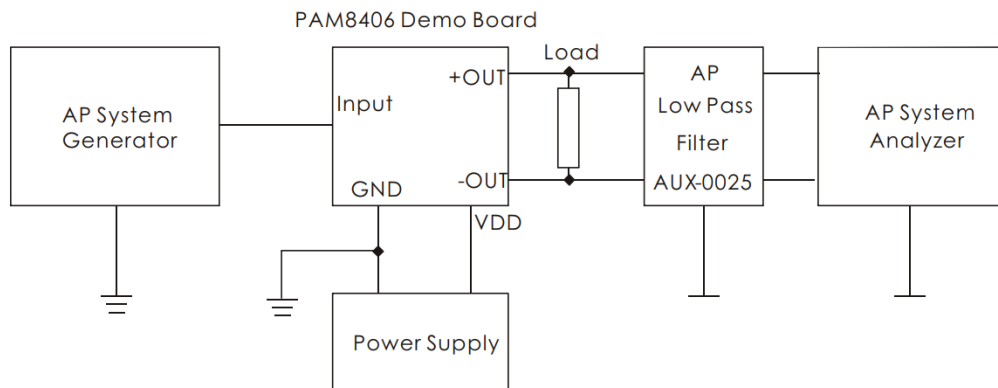 PAM8406 Demo Board
Load
AP System
Generator
Input
+OUT
-OUT
GND
VDD
AP
Low Pass
Filter
AUX-0025
AP System
Analyzer
Power Supply